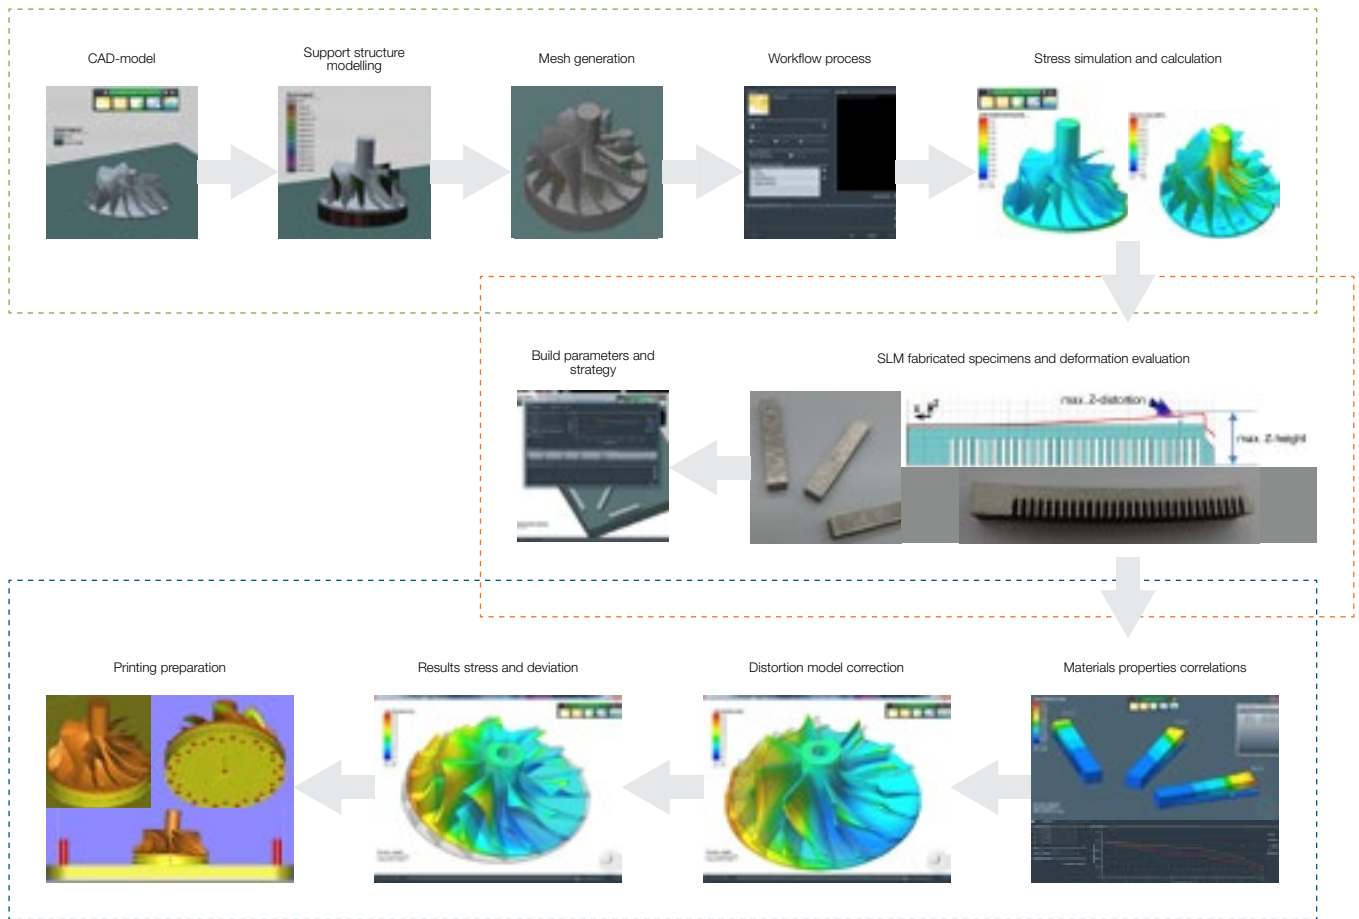 CAD-model
Support structure
modelling
Mesh generation
Workflow process
Stress simulation and calculation
Build parameters and
strategy
SLM fabricated specimens and deformation evaluation
max. Z-distortion
max. Z-height
Printing preparation
Results stress and deviation
Distortion model correction
Materials properties correlations